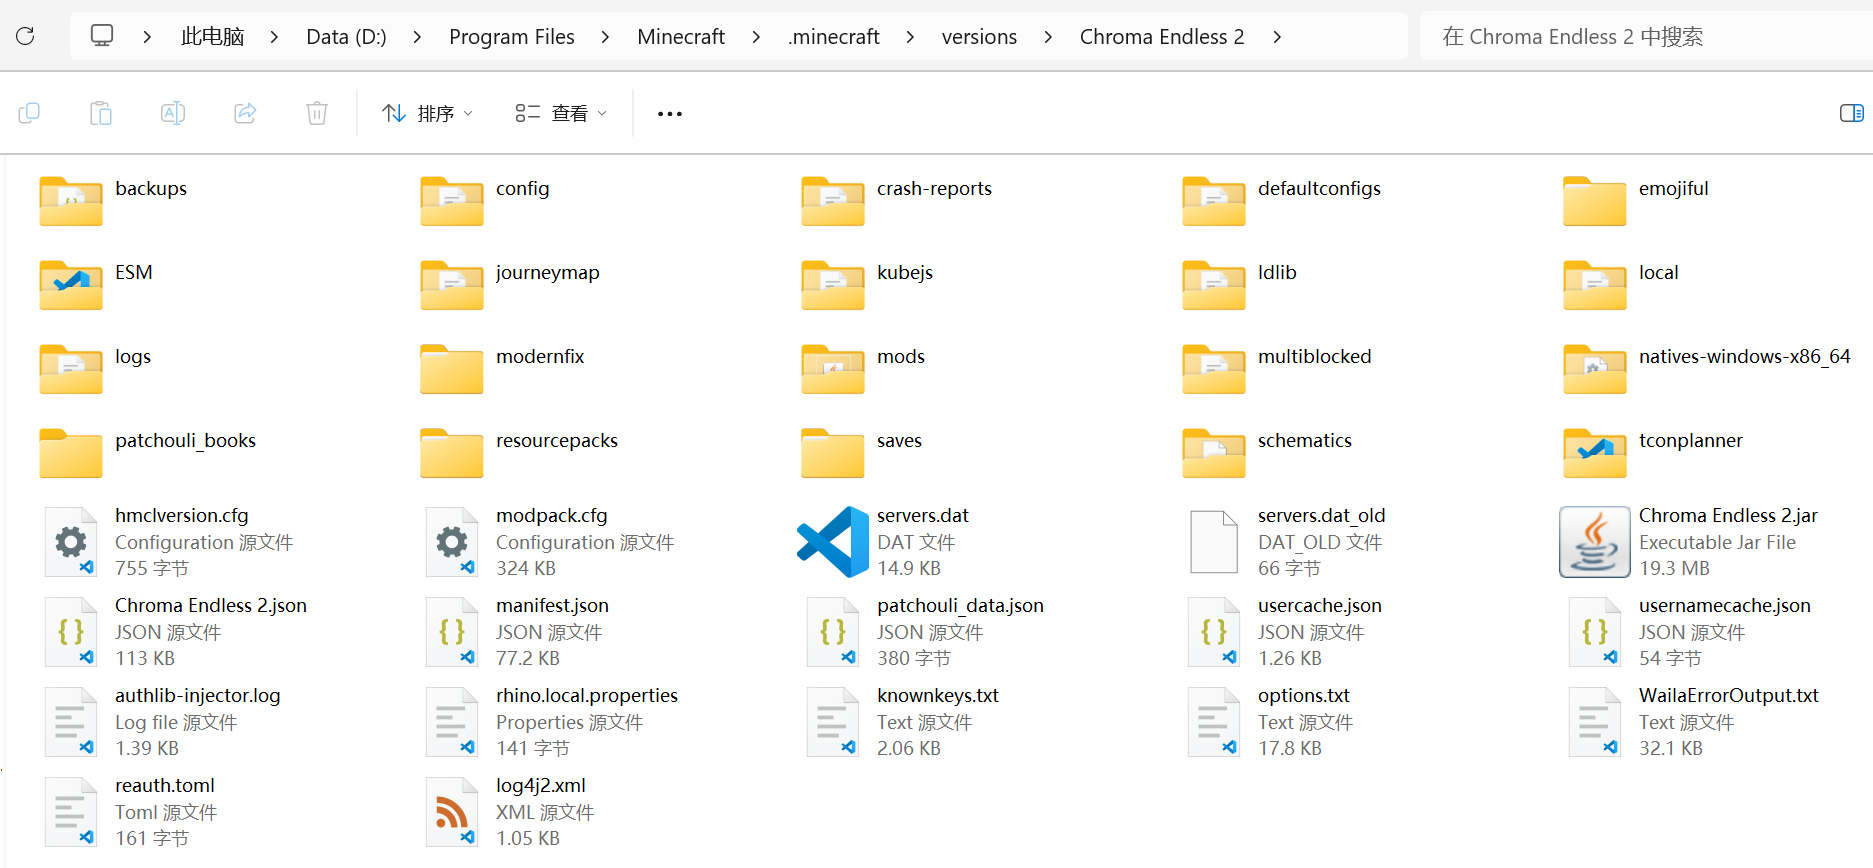 此电脑 Data (D:) Program Files Minecraft .minecraft versions Chroma Endless 2
在 Chroma Endless 2 中搜索
排序 查看
backups config crash-reports defaultconfigs emojiful
ESM journeymap kubejs ldlib local
logs modernfix mods multiblocked natives-windows-x86_64
patchouli_books resourcepacks saves schematics tconplanner
hmclversion.cfg
Configuration 源文件
755 字节
modpack.cfg
Configuration 源文件
324 KB
servers.dat
DAT 文件
14.9 KB
servers.dat_old
DAT_OLD 文件
66 字节
Chroma Endless 2.jar
Executable Jar File
19.3 MB
Chroma Endless 2.json
JSON 源文件
113 KB
manifest.json
JSON 源文件
77.2 KB
patchouli_data.json
JSON 源文件
380 字节
usercache.json
JSON 源文件
1.26 KB
usernamecache.json
JSON 源文件
54 字节
authlib-injector.log
Log file 源文件
1.39 KB
rhino.local.properties
Properties 源文件
141 字节
knownkeys.txt
Text 源文件
2.06 KB
options.txt
Text 源文件
17.8 KB
WailaErrorOutput.txt
Text 源文件
32.1 KB
reauth.toml
Toml 源文件
161 字节
log4j2.xml
XML 源文件
1.05 KB